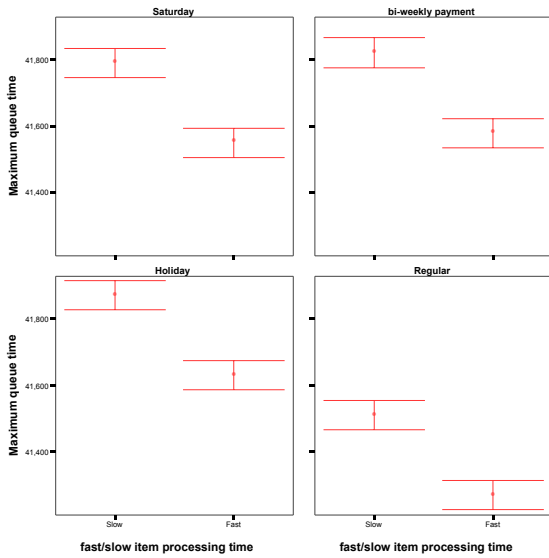 Saturday
bi-weekly payment
Maximum queue time
41,800
41,600
41,400
Holiday
Regular
Maximum queue time
41,800
41,600
41,400
Slow
Fast
Slow
Fast
fast/slow item processing time
fast/slow item processing time